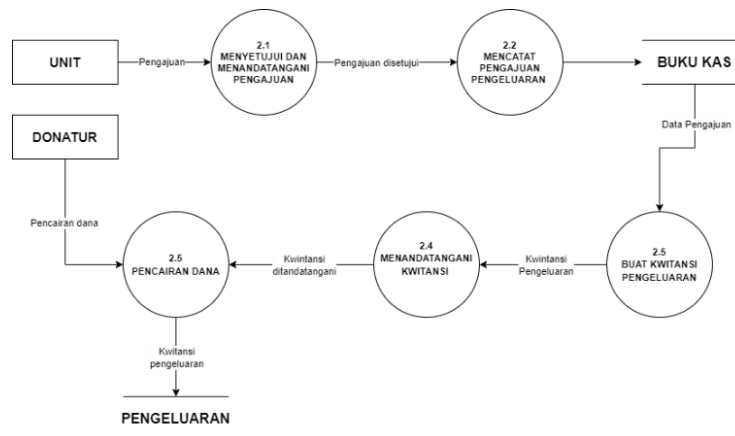 UNIT
Pengajuan
2.1
MENYETUJUI DAN
MENANDATANGANI
PENGAJUAN
Pengajuan disetujui
2.2
MENCATAT
PENGAJUAN
PENGELUARAN
BUKU KAS
DONATUR
Data Pengajuan
Pencairan dana
2.5
PENCAIRAN DANA
Kwintansi
ditandatangani
2.4
MENANDATANGANI
KWITANSI
Kwintansi
Pengeluaran
2.5
BUAT KWITANSI
PENGELUARAN
Kwitansi
pengeluaran
PENGELUARAN